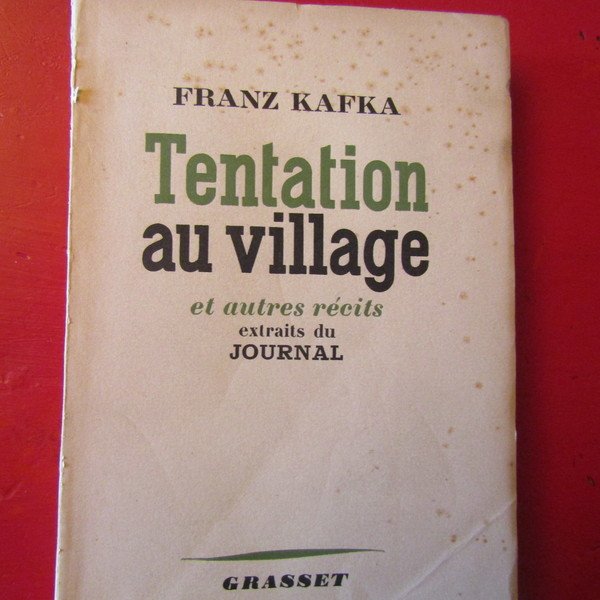 FRANZ KAFKA
Tentation
au village
et autres récits
extraits du
JOURNAL
GRASSET